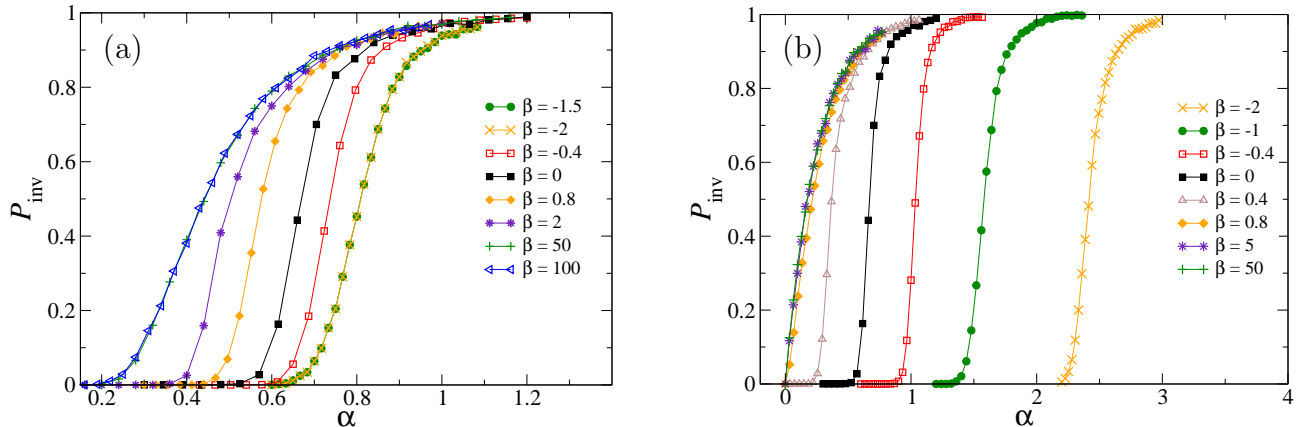 (a)
P_inv
1
0.8
0.6
0.4
0.2
0
0.2 0.4 0.6 0.8 1 1.2
α
β = -1.5
β = -2
β = -0.4
β = 0
β = 0.8
β = 2
β = 50
β = 100
(b)
P_inv
1
0.8
0.6
0.4
0.2
0
0 1 2 3 4
α
β = -2
β = -1
β = -0.4
β = 0
β = 0.4
β = 0.8
β = 5
β = 50